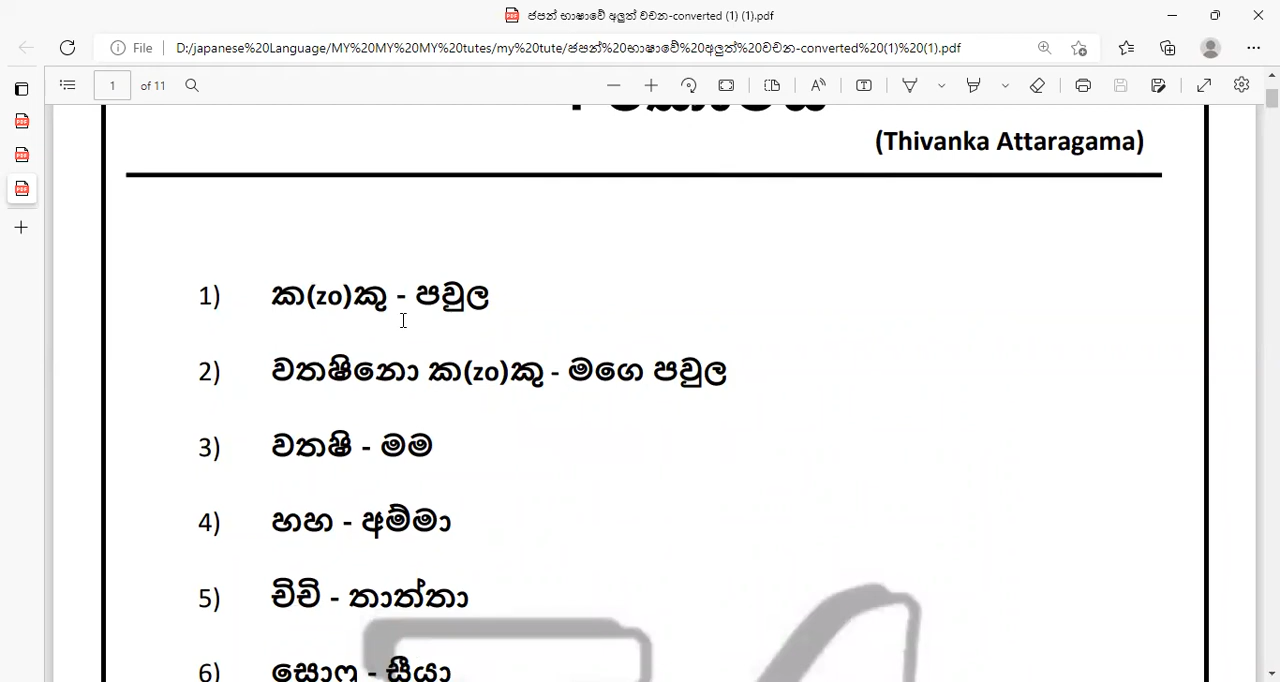 ජපන් භාෂාවේ අලුත් වචන-converted (1) (1).pdf
File D:/japanese%20Language/MY%20MY%20MY%20tutes/my%20tute/ජපන්%20භාෂාවේ%20අලුත්%20වචන-converted%20(1)%20(1).pdf
1 of 11
(Thivanka Attaragama)
1) ක(zo)කු - පවුල
2) වතෂිනො ක(zo)කු - මගෙ පවුල
3) වතෂි - මම
4) හහ - අම්මා
5) චිචි - තාත්තා
6) සොෆු - සීයා